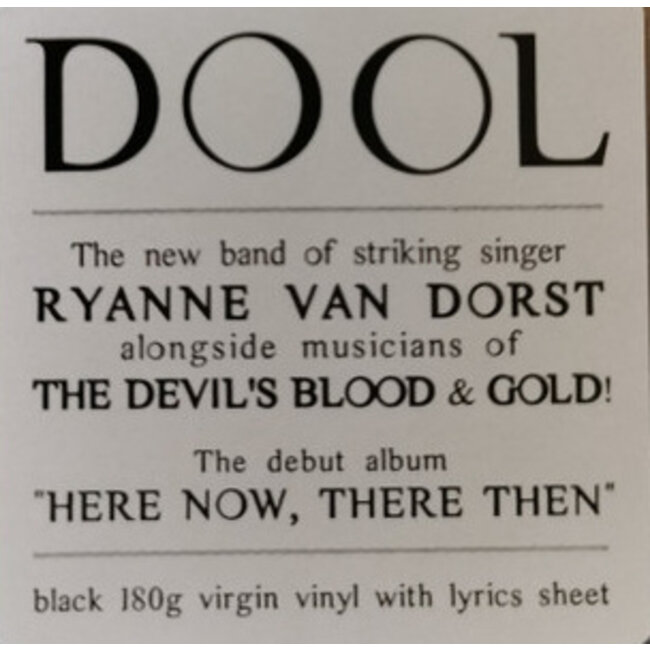 DOOL
The new band of striking singer
RYANNE VAN DORST
alongside musicians of
THE DEVIL'S BLOOD & GOLD!
The debut album
"HERE NOW, THERE THEN"
black 180g virgin vinyl with lyrics sheet